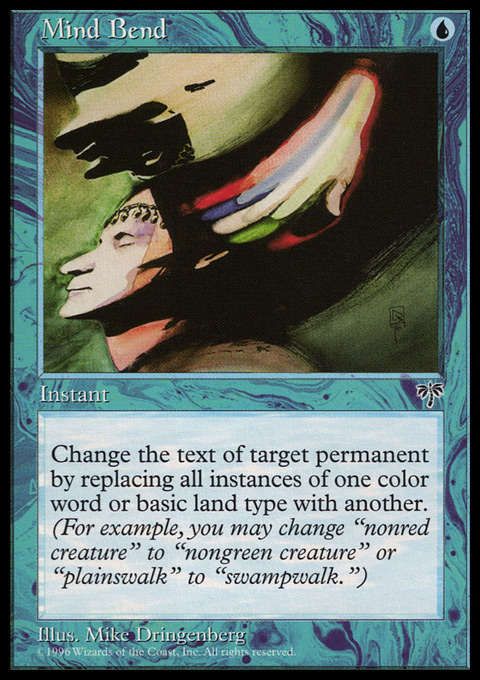 Mind Bend
Instant
Change the text of target permanent
by replacing all instances of one color
word or basic land type with another.
(For example, you may change “nonred
creature” to “nongreen creature” or
“plainswalk” to “swampwalk.”)
Illus. Mike Dringenberg
©1996 Wizards of the Coast, Inc. All rights reserved.